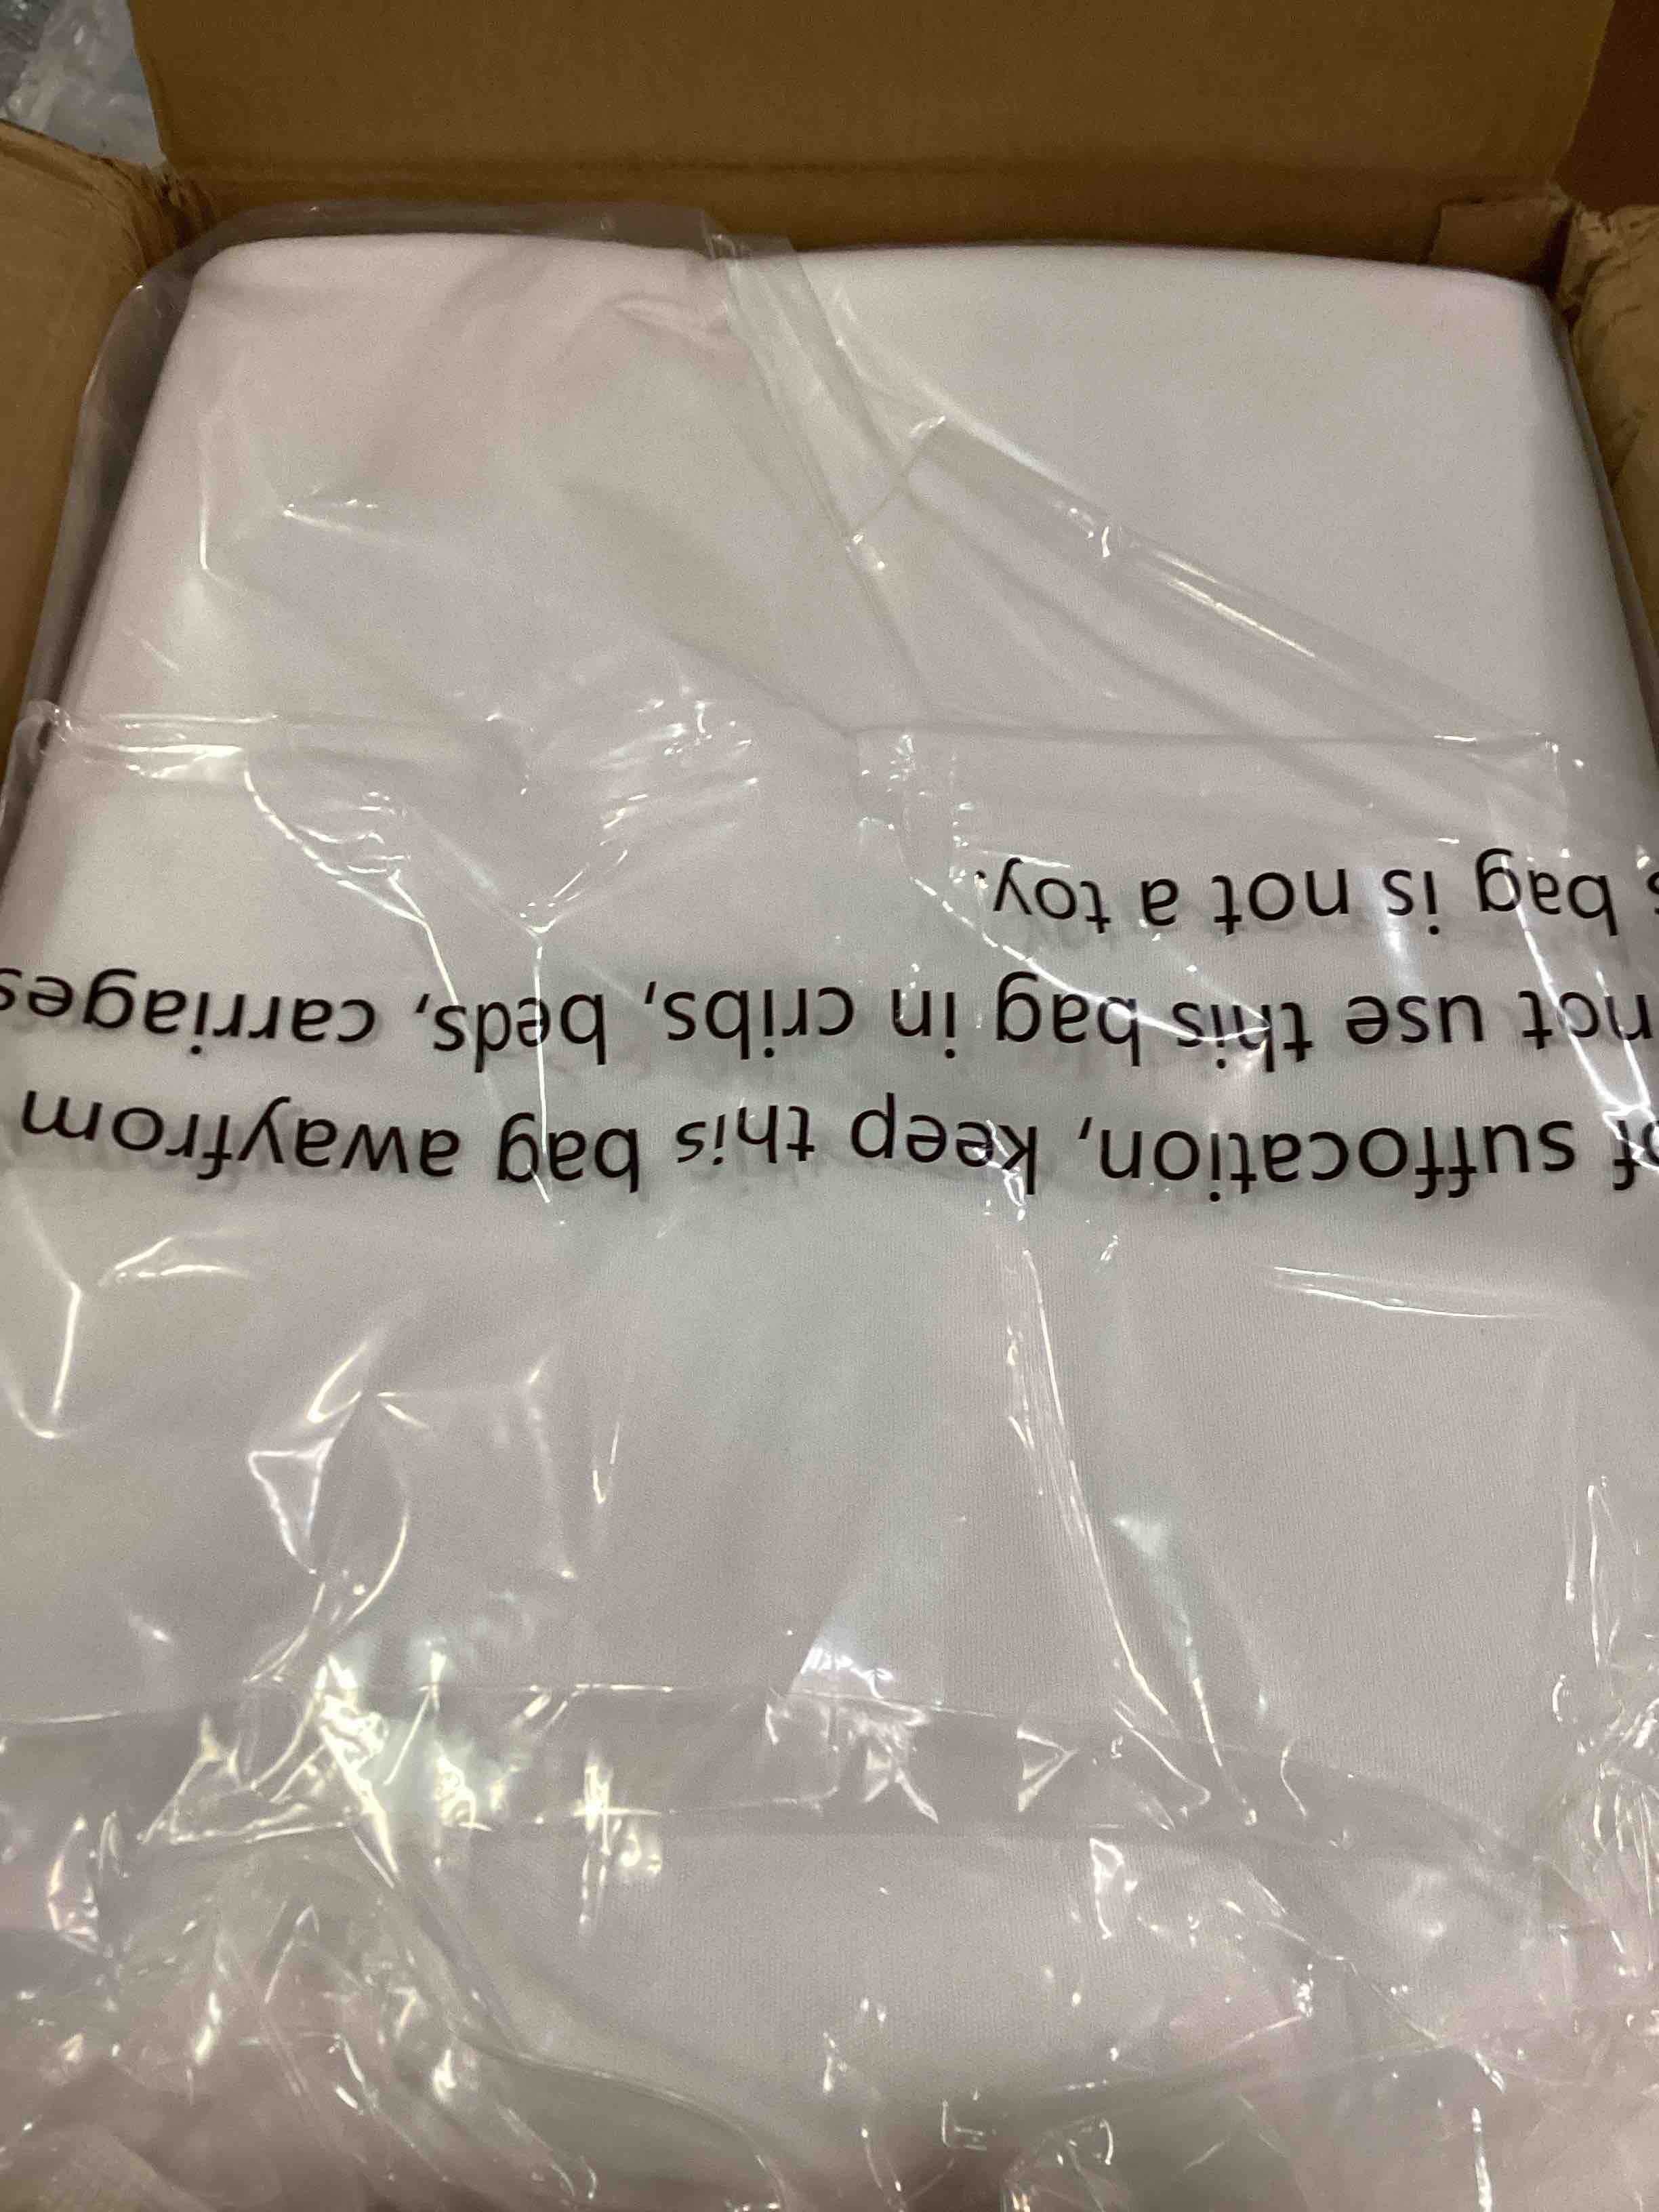 of suffocation, keep this bag awayfrom
not use this bag in cribs, beds, carriages
bag is not a toy.